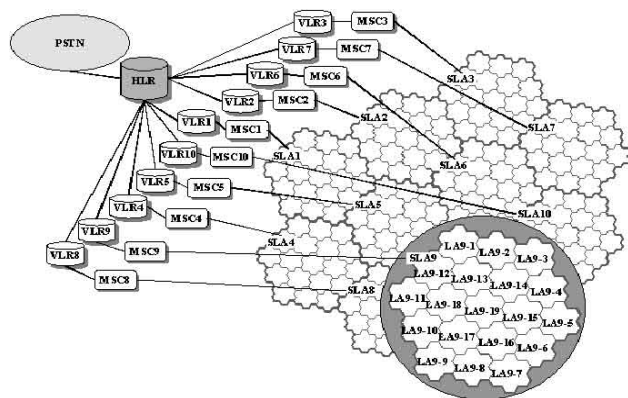 VLR3 MSC3
PSTN
VLR7 MSC7
HLR
VLR6 MSC6
SLA3
VLR2 MSC2
SLA2
VLR1 MSC1
SLA7
VLR10 MSC10
SLA1
SLA6
VLR5 MSC5
SLA5
VLR4 MSC4
SLA10
VLR9
SLA4
VLR8 MSC9
SLA9
MSC8
SLA8
LA9-1
LA9-2
LA9-3
LA9-12
LA9-13
LA9-14
LA9-4
LA9-11
LA9-18
LA9-19
LA9-15
LA9-5
LA9-10
LA9-17
LA9-16
LA9-6
LA9-9
LA9-8
LA9-7